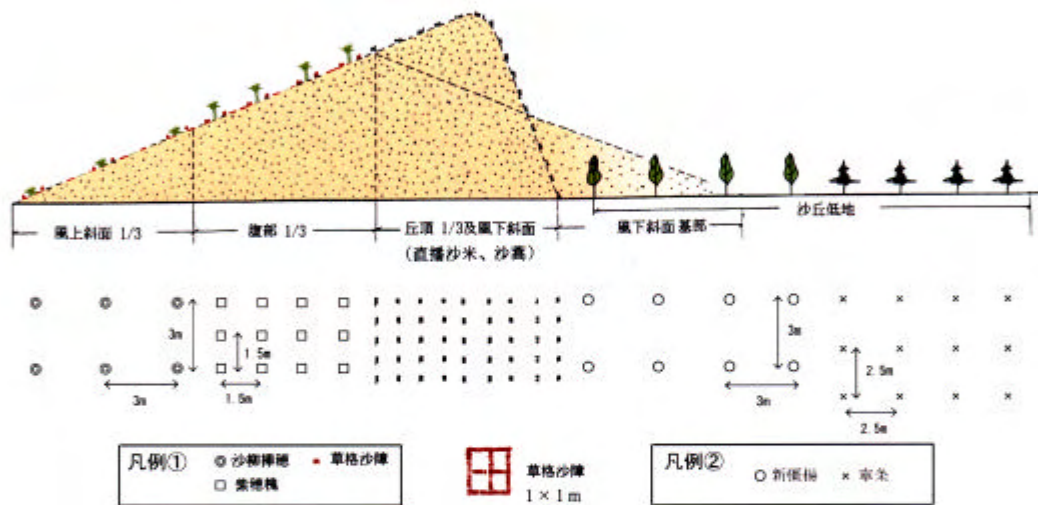 風上斜面 1/3
腹部 1/3
丘頂 1/3及風下斜面
(直播沙米、沙蒿)
風下斜面基部
沙丘低地
3m
1.5m
3m
1.5m
3m
3m
2.5m
2.5m
凡例①
沙柳挿穂
草格沙障
紫穂槐
草格沙障
1×1m
凡例②
新疆楊